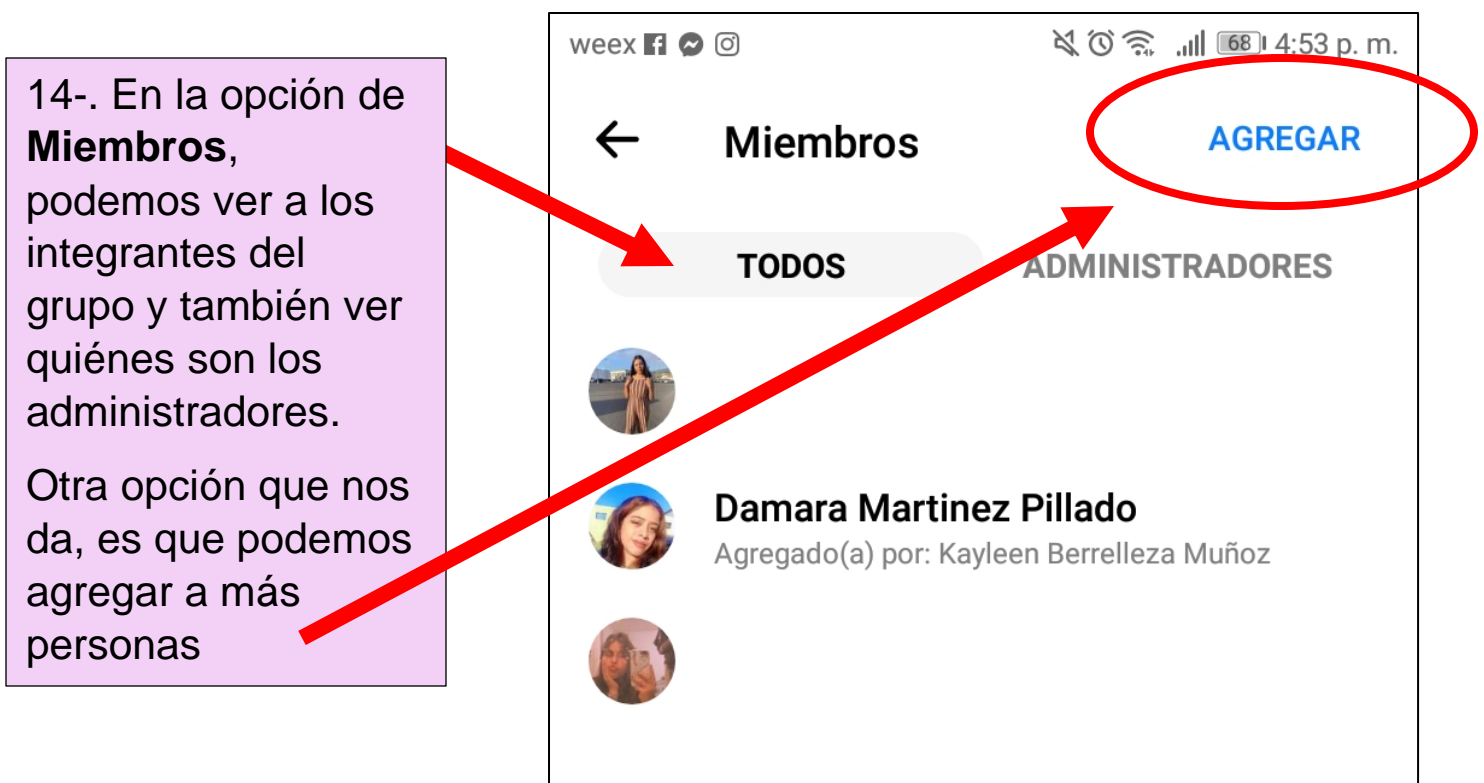 14-. En la opción de
Miembros,
podemos ver a los
integrantes del
grupo y también ver
quiénes son los
administradores.
Otra opción que nos
da, es que podemos
agregar a más
personas
weex 68 4:53 p. m.
Miembros AGREGAR
TODOS ADMINISTRADORES
Damara Martinez Pillado
Agregado(a) por: Kayleen Berrelleza Muñoz